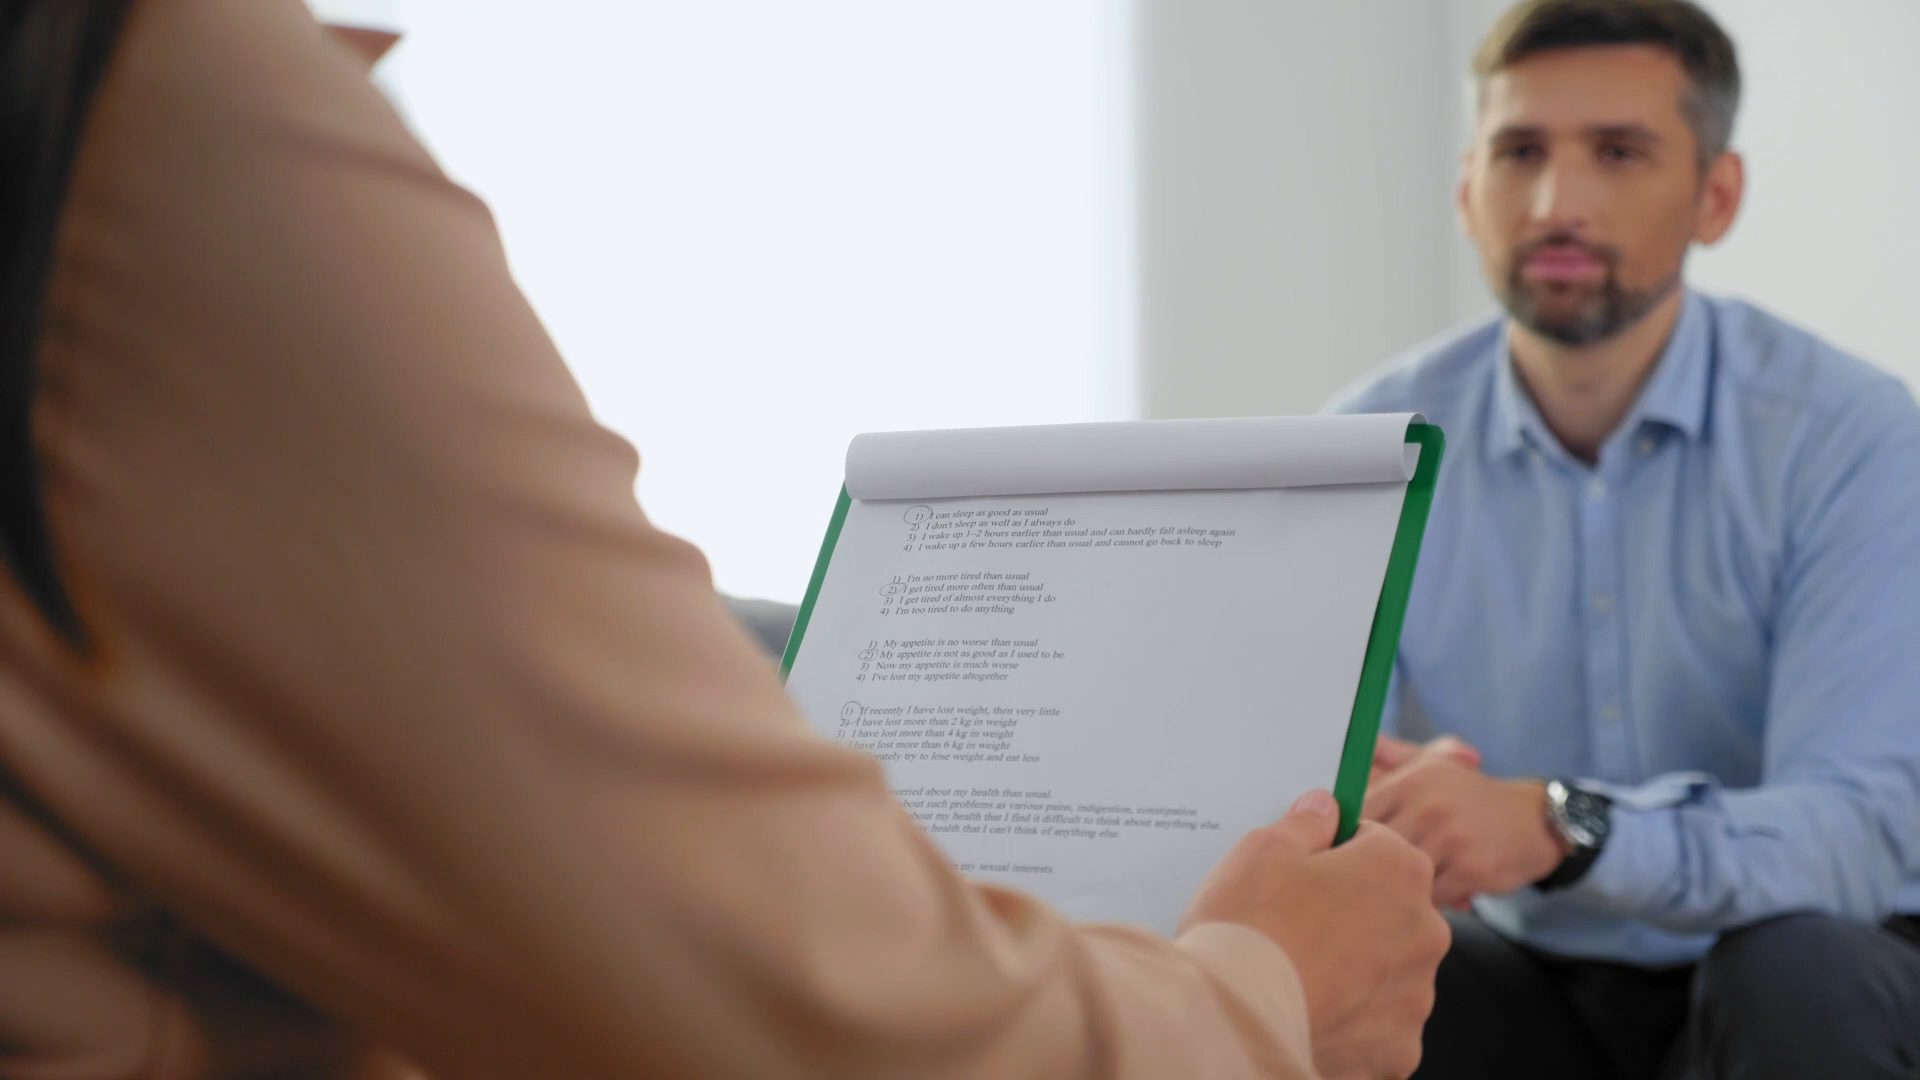 1) I can sleep as good as usual
2) I don't sleep as well as I always do
3) I wake up 1-2 hours earlier than usual and can hardly fall asleep again
4) I wake up a few hours earlier than usual and cannot go back to sleep
1) I'm no more tired than usual
2) I get tired more often than usual
3) I get tired of almost everything I do
4) I'm too tired to do anything
1) My appetite is no worse than usual
2) My appetite is not as good as I used to be.
3) Now my appetite is much worse
4) I've lost my appetite altogether
1) If recently I have lost weight, then very little
2) I have lost more than 2 kg in weight
3) I have lost more than 4 kg in weight
I have lost more than 6 kg in weight
try to lose weight and eat less
worried about my health than usual
about such problems as various pains, indigestion, constipation
about my health that I find it difficult to think about anything else.
my health that I can't think of anything else.
my sexual interests.